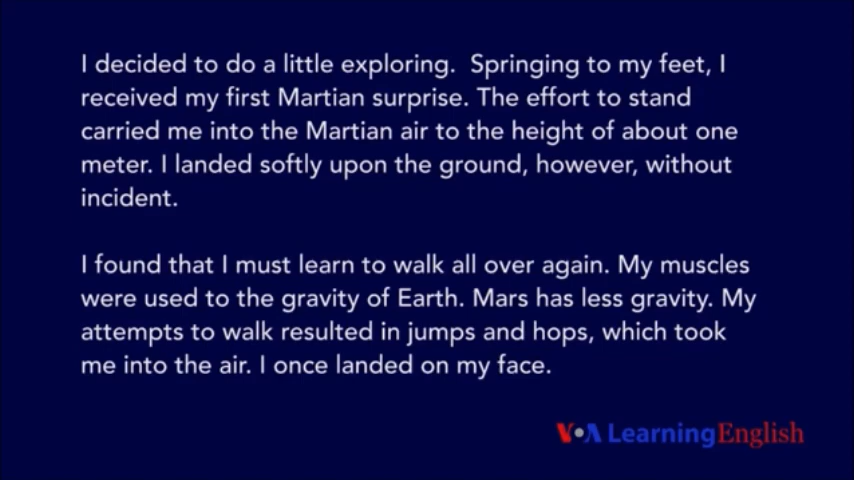 I decided to do a little exploring.  Springing to my feet, I
received my first Martian surprise. The effort to stand
carried me into the Martian air to the height of about one
meter. I landed softly upon the ground, however, without
incident.
I found that I must learn to walk all over again. My muscles
were used to the gravity of Earth. Mars has less gravity. My
attempts to walk resulted in jumps and hops, which took
me into the air. I once landed on my face.
VOA LearningEnglish